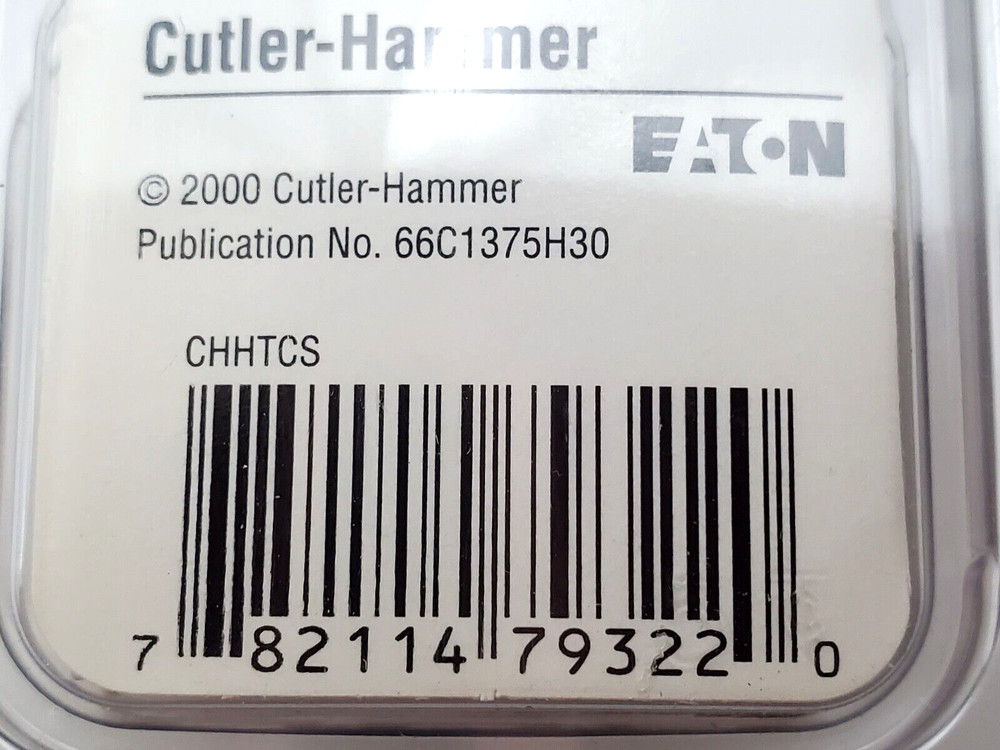 Cutler-Hammer
EATON
© 2000 Cutler-Hammer
Publication No. 66C1375H30
CHHTCS
7 82114 79322 0